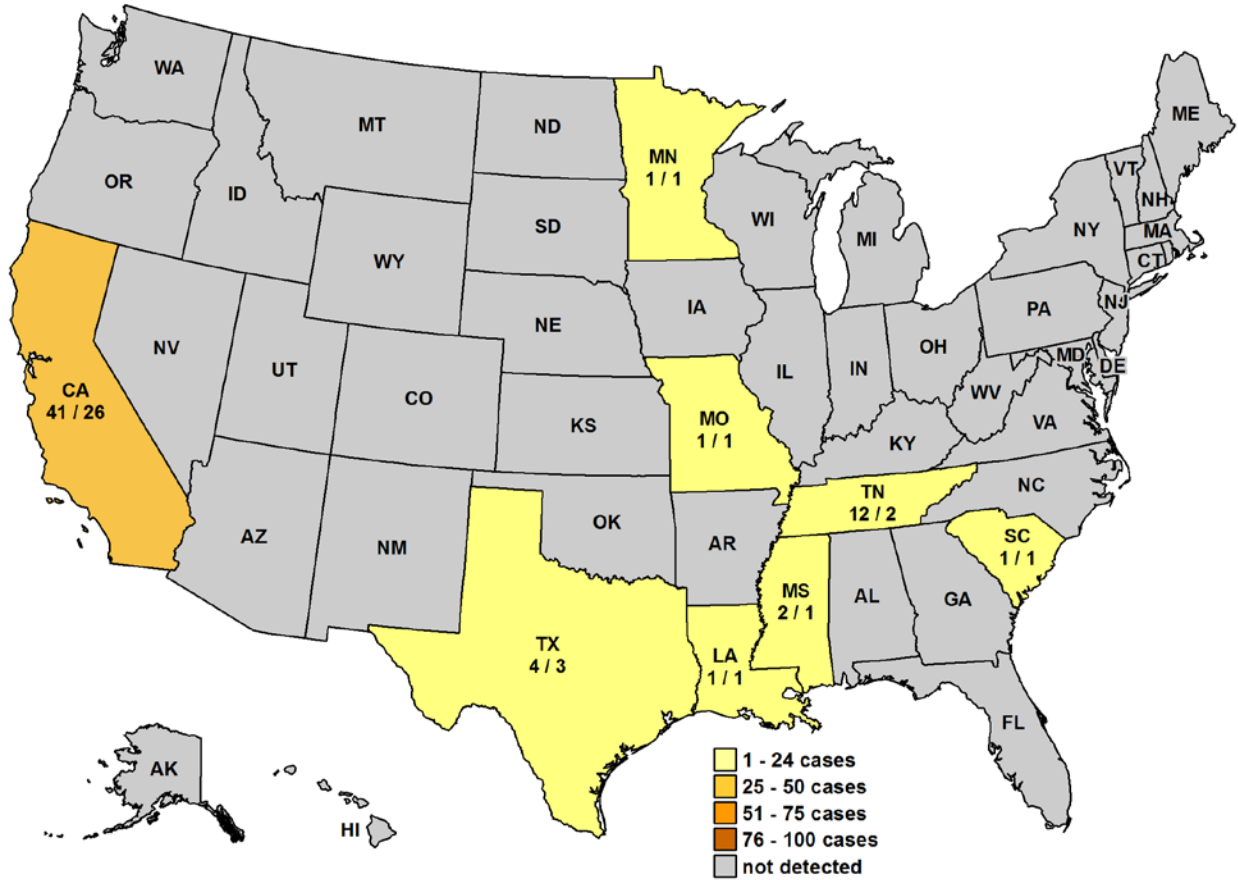 WA
MT
ND
MN
1 / 1
ME
OR
ID
SD
WI
MI
VT
NH
NY
MA
CT
WY
IA
NE
PA
NJ
NV
UT
CO
IL
IN
OH
MD
DE
CA
41 / 26
KS
MO
1 / 1
WV
VA
KY
AZ
NM
OK
AR
TN
12 / 2
NC
SC
1 / 1
MS
2 / 1
AL
GA
TX
4 / 3
LA
1 / 1
FL
AK
HI
1 - 24 cases
25 - 50 cases
51 - 75 cases
76 - 100 cases
not detected